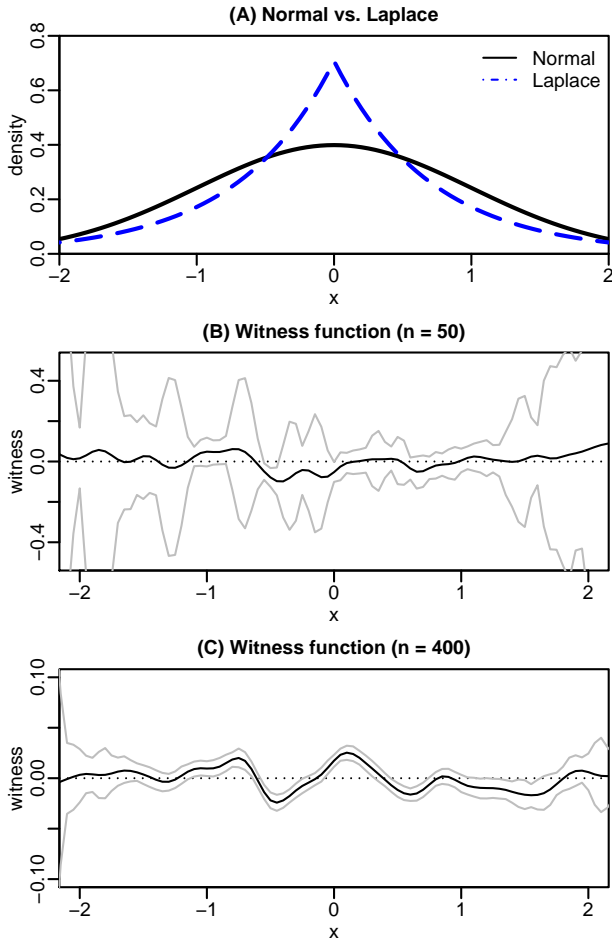 (A) Normal vs. Laplace
density
0.0
0.2
0.4
0.6
0.8
Normal
Laplace
−2
−1
0
1
2
x
(B) Witness function (n = 50)
witness
−0.4
0.0
0.4
−2
−1
0
1
2
x
(C) Witness function (n = 400)
witness
−0.10
0.00
0.10
−2
−1
0
1
2
x